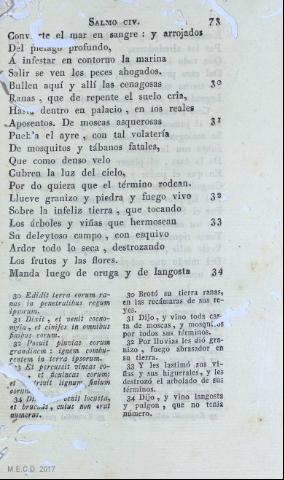 SALMO CIV. 73
el mar en sangre : y arrojados
Del piélago profundo,
A infestar en contorno la marina
Salir se ven los peces ahogados.
Bullen aquí y allí las cenagosas 30
Ranas, que de repente el suelo cria,
dentro en palacio, en los reales
Aposentos. De moscas asquerosas 31
el ayre, con tal volatería
De mosquitos y tábanos fatales,
Que como denso velo
Cubren la luz del cielo,
Por do quiera que el término rodean.
Llueve granizo y piedra y fuego vivo 32
Sobre la infeliz tierra, que tocando
Los árboles y viñas que hermosean 33
Su deleytoso campo, con esquivo
Ardor todo lo seca, destrozando
Los frutos y las flores.
Manda luego de oruga y de langosta 34
30 Edidit terra eorum ranas
in penetralibus regum
ipsorum.
31 Dixit, et venit coenomyia,
et cinifes in omnibus
finibus eorum.
32 Posuit pluvias eorum
grandinem : ignem comburentem
in terra ipsorum.
33 Et percussit vineas eorum,
et ficulneas eorum:
et lignum finium
eorum.
34 venit locusta,
et bruchus, cuius non erat
numerus.
30 Brotó su tierra ranas,
en las recámaras de sus reyes.
31 Dijo, y vino toda casta
de moscas, y mosquitos
por todos sus términos.
32 Por lluvias les dió granizo,
fuego abrasador en
su tierra.
33 Y les lastimó sus viñas
y sus higuerales, y les
destrozó el arbolado de sus
términos.
34 Dijo, y vino langosta
y pulgon, que no tenia
número.
M.E.C.D. 2017